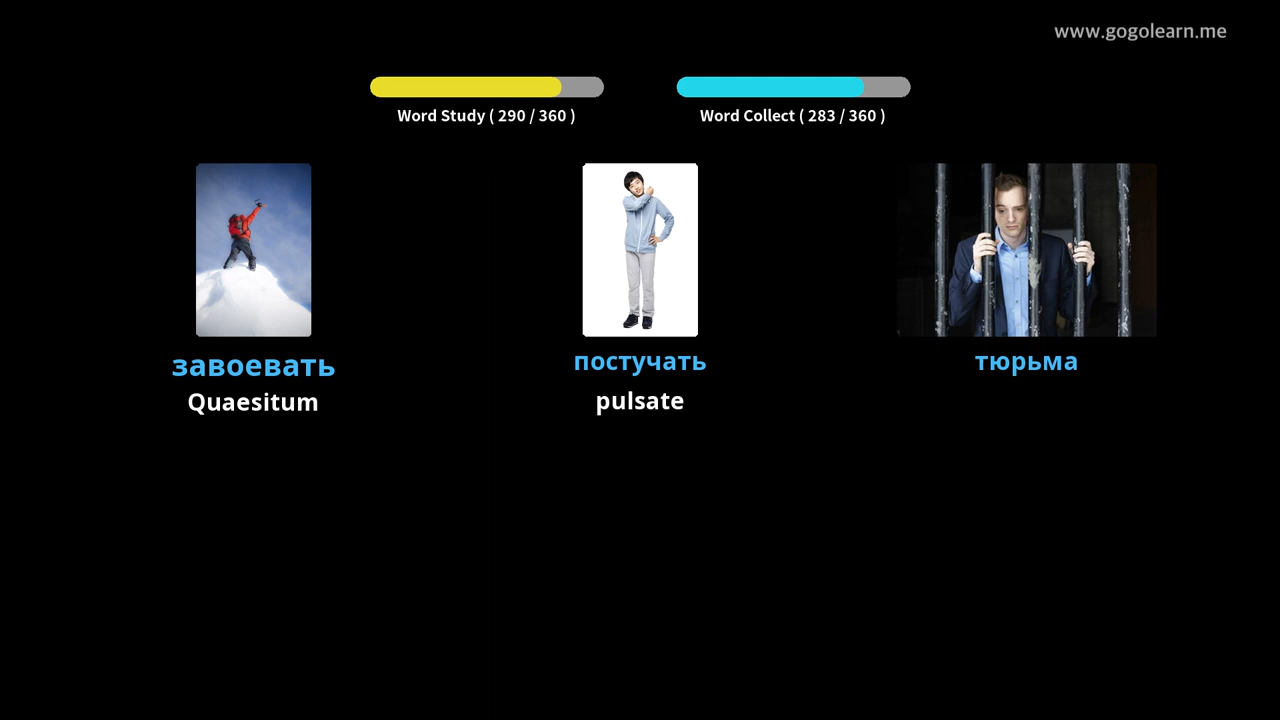 www.gogolearn.me
Word Study ( 290 / 360 )
Word Collect ( 283 / 360 )
завоевать
Quaesitum
постучать
pulsate
тюрьма